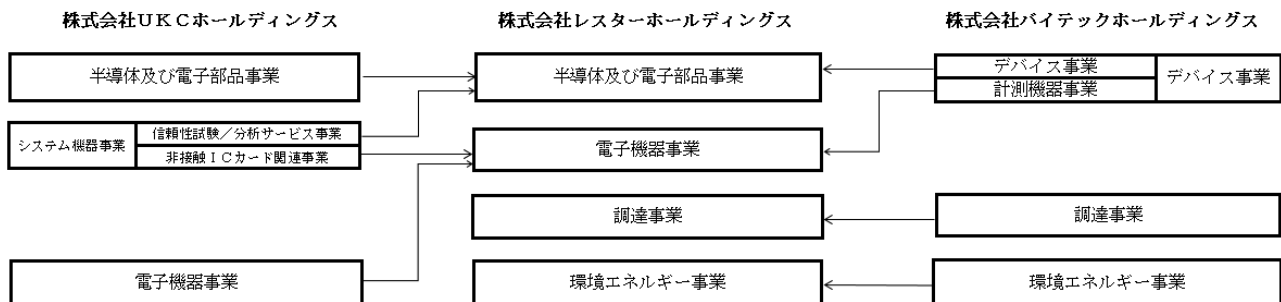 株式会社UKCホールディングス
株式会社レスターホールディングス
株式会社バイテックホールディングス
半導体及び電子部品事業
半導体及び電子部品事業
デバイス事業
計測機器事業
デバイス事業
システム機器事業
信頼性試験／分析サービス事業
非接触ICカード関連事業
電子機器事業
調達事業
調達事業
電子機器事業
環境エネルギー事業
環境エネルギー事業